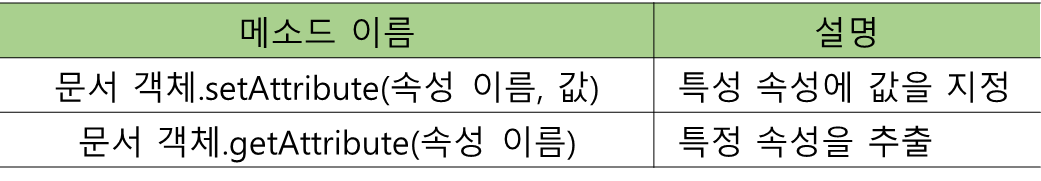 메소드 이름 설명
문서 객체.setAttribute(속성 이름, 값) 특성 속성에 값을 지정
문서 객체.getAttribute(속성 이름) 특정 속성을 추출